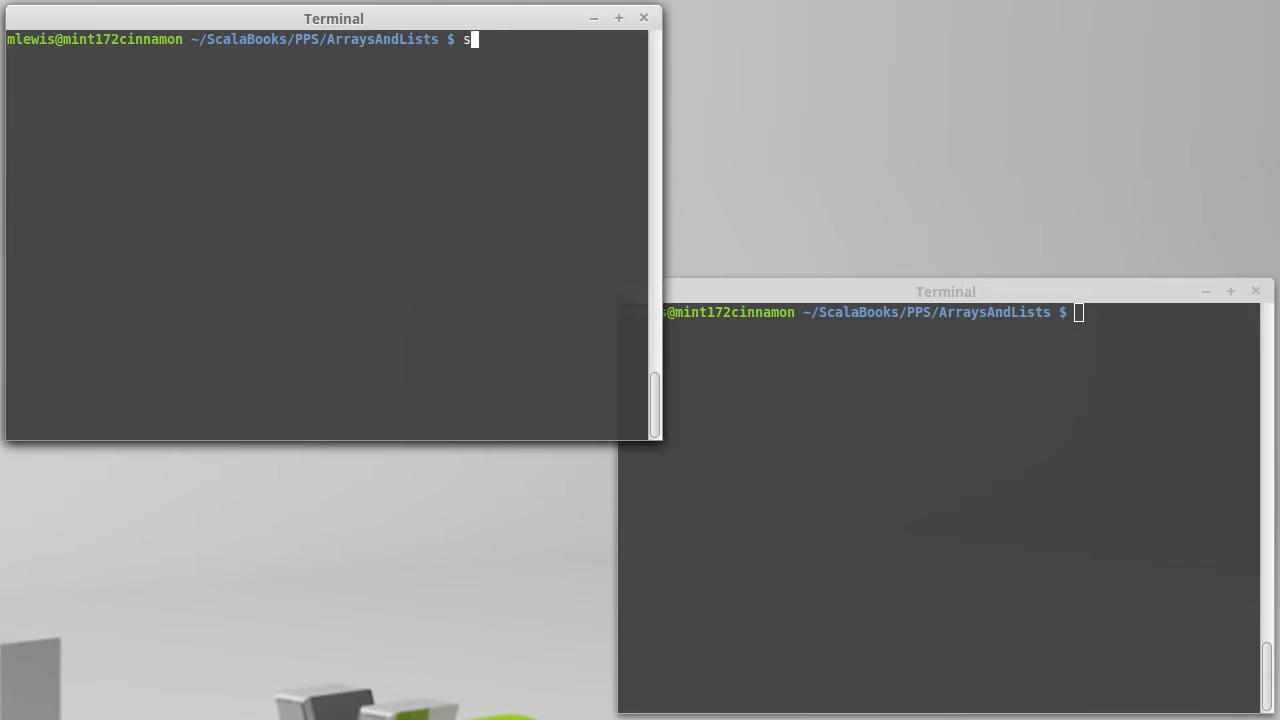 Terminal
mlewis@mint172cinnamon ~/ScalaBooks/PPS/ArraysAndLists $ s
Terminal
s@mint172cinnamon ~/ScalaBooks/PPS/ArraysAndLists $